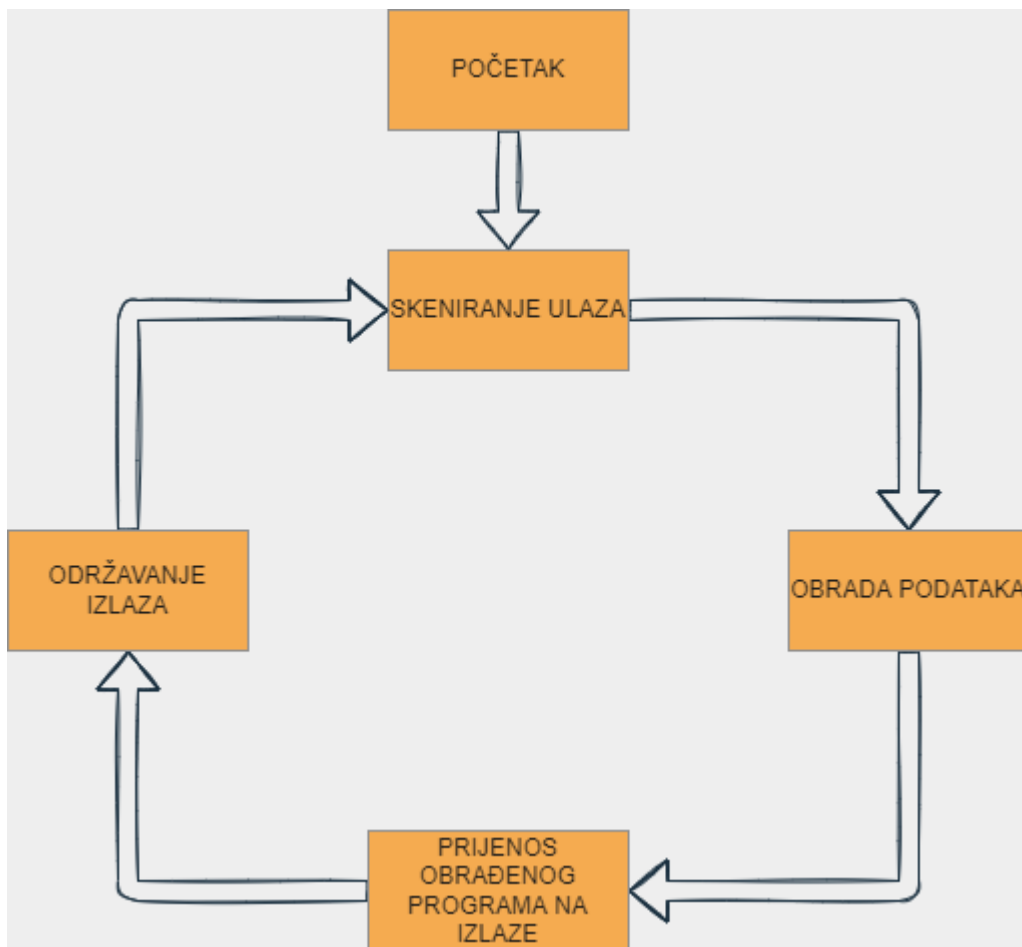 POČETAK
SKENIRANJE ULAZA
ODRŽAVANJE
IZLAZA
OBRADA PODATAKA
PRIJENOS
OBRAĐENOG
PROGRAMA NA
IZLAZE